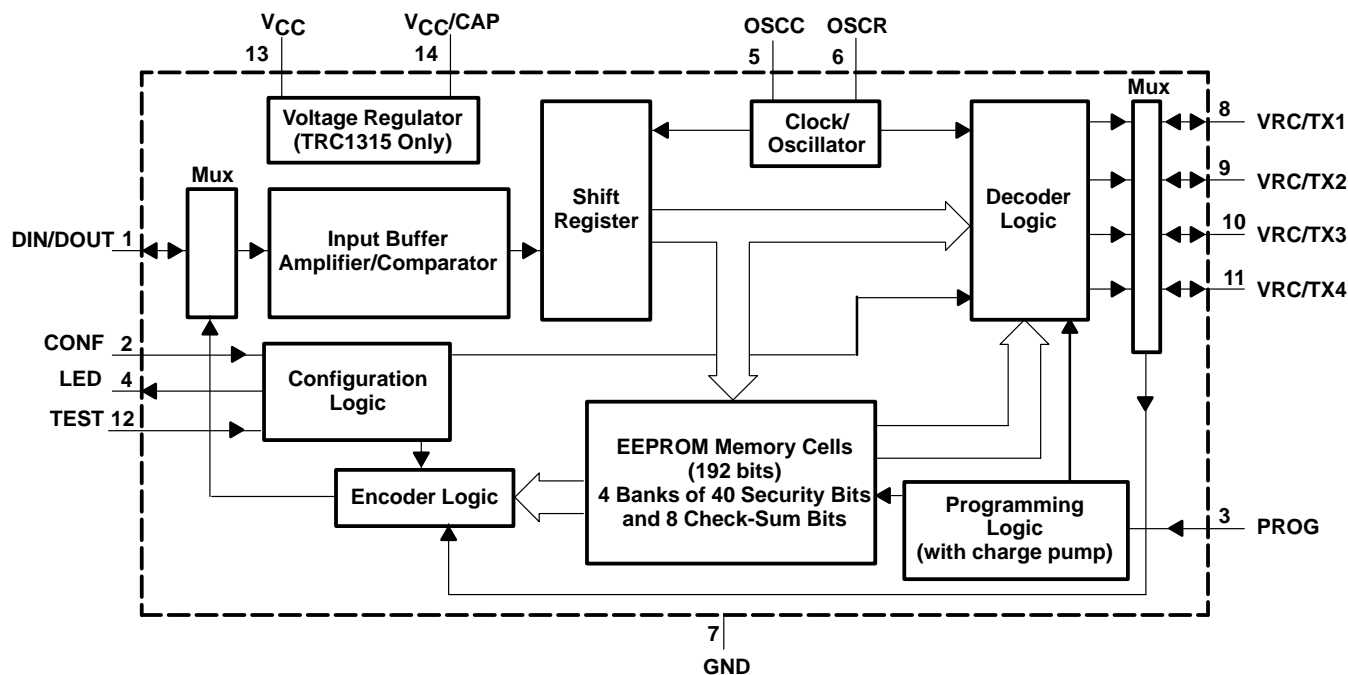 VCC
VCC/CAP
OSCC
OSCR
13
14
5
6
Voltage Regulator
(TRC1315 Only)
Clock/
Oscillator
Mux
8
VRC/TX1
Mux
Shift
Register
Decoder
Logic
9
VRC/TX2
DIN/DOUT
1
Input Buffer
Amplifier/Comparator
10
VRC/TX3
11
VRC/TX4
CONF
2
LED
4
TEST
12
Configuration
Logic
Encoder Logic
EEPROM Memory Cells
(192 bits)
4 Banks of 40 Security Bits
and 8 Check-Sum Bits
Programming
Logic
(with charge pump)
3
PROG
7
GND